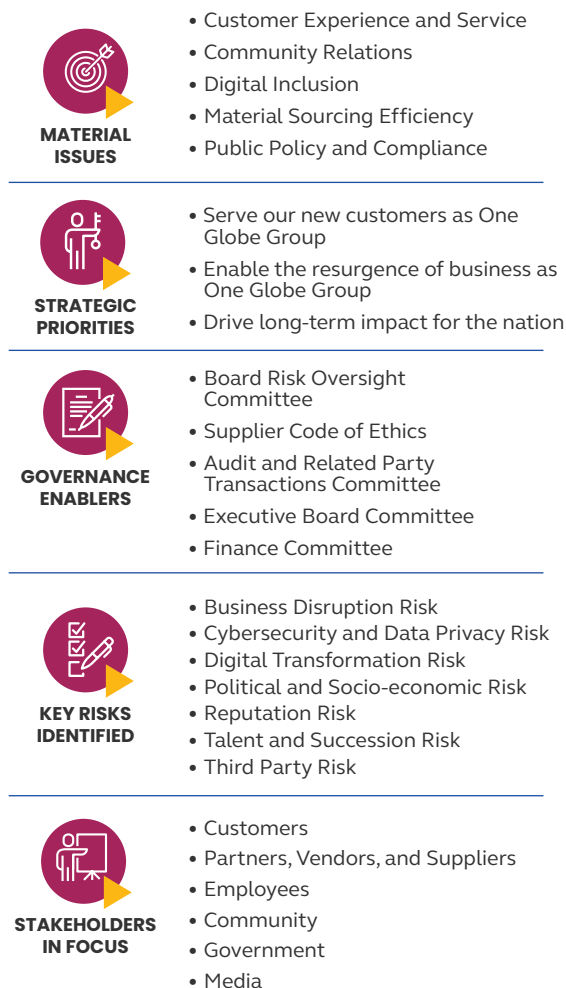 MATERIAL
ISSUES
• Customer Experience and Service
• Community Relations
• Digital Inclusion
• Material Sourcing Efficiency
• Public Policy and Compliance
STRATEGIC
PRIORITIES
• Serve our new customers as One
Globe Group
• Enable the resurgence of business as
One Globe Group
• Drive long-term impact for the nation
GOVERNANCE
ENABLERS
• Board Risk Oversight
Committee
• Supplier Code of Ethics
• Audit and Related Party
Transactions Committee
• Executive Board Committee
• Finance Committee
KEY RISKS
IDENTIFIED
• Business Disruption Risk
• Cybersecurity and Data Privacy Risk
• Digital Transformation Risk
• Political and Socio-economic Risk
• Reputation Risk
• Talent and Succession Risk
• Third Party Risk
STAKEHOLDERS
IN FOCUS
• Customers
• Partners, Vendors, and Suppliers
• Employees
• Community
• Government
• Media